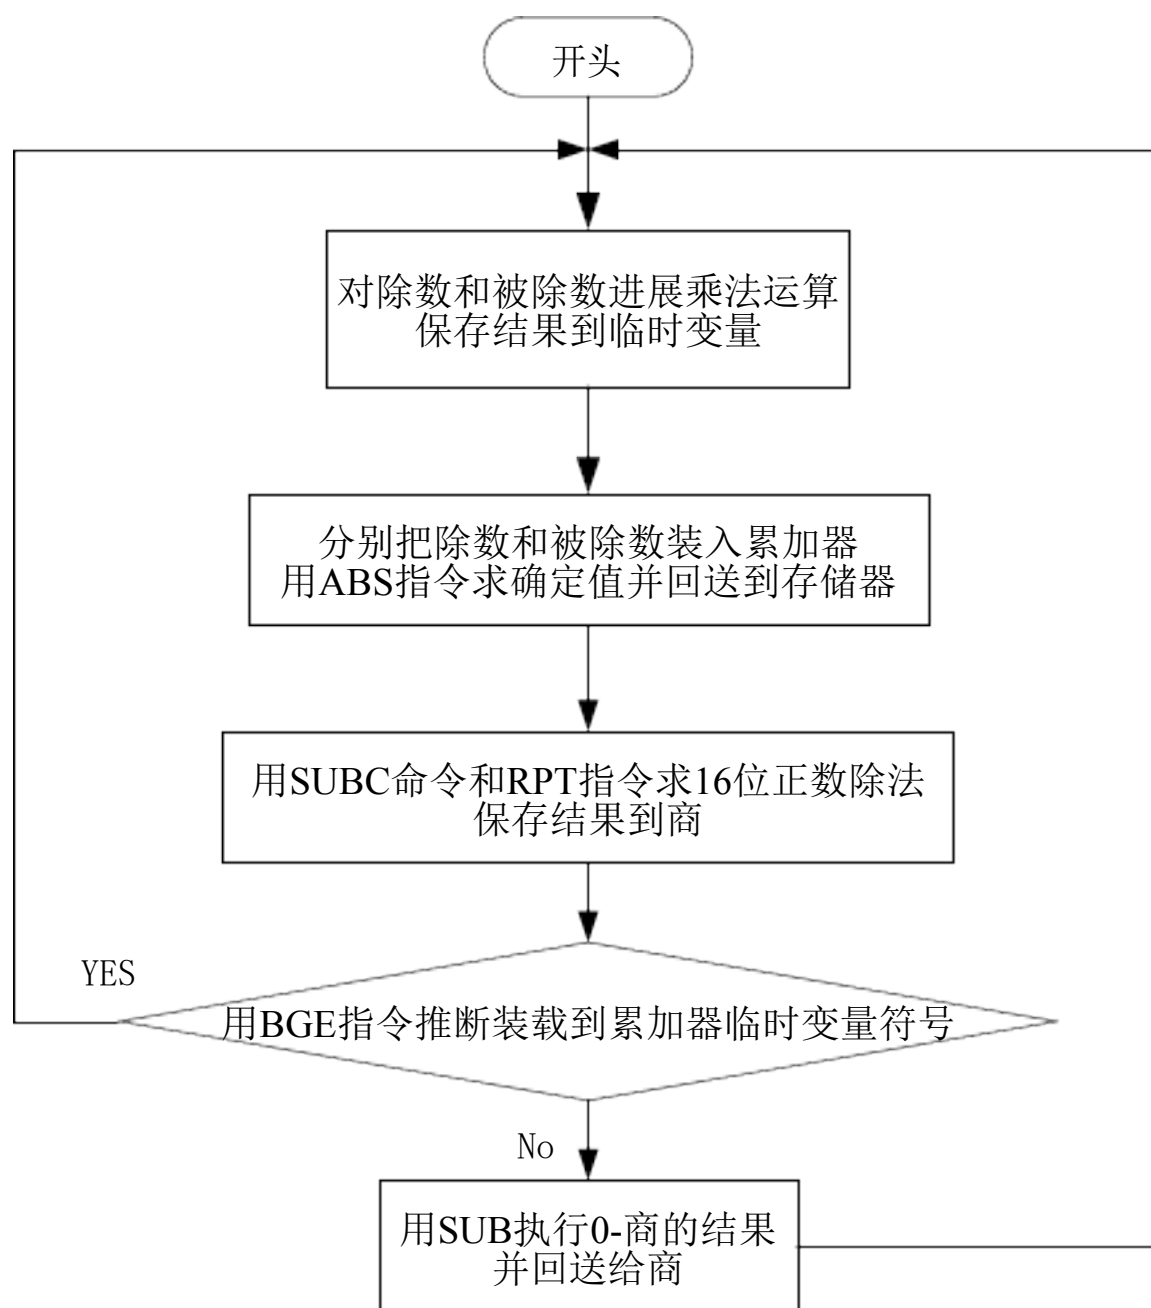 开头
对除数和被除数进展乘法运算
保存结果到临时变量
分别把除数和被除数装入累加器
用ABS指令求确定值并回送到存储器
用SUBC命令和RPT指令求16位正数除法
保存结果到商
YES
用BGE指令推断装载到累加器临时变量符号
No
用SUB执行0-商的结果
并回送给商